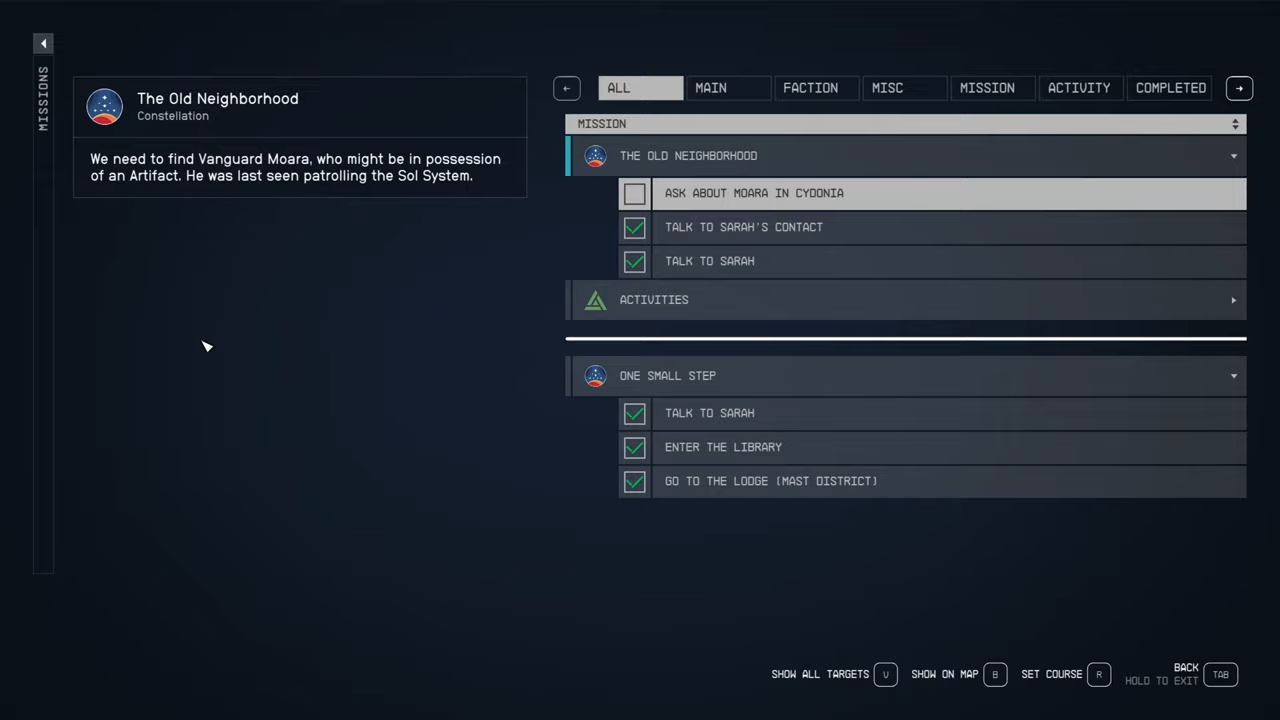 MISSIONS
The Old Neighborhood
Constellation
We need to find Vanguard Moara, who might be in possession
of an Artifact. He was last seen patrolling the Sol System.
ALL
MAIN
FACTION
MISC
MISSION
ACTIVITY
COMPLETED
MISSION
THE OLD NEIGHBORHOOD
ASK ABOUT MOARA IN CYDONIA
TALK TO SARAH'S CONTACT
TALK TO SARAH
ACTIVITIES
ONE SMALL STEP
TALK TO SARAH
ENTER THE LIBRARY
GO TO THE LODGE (MAST DISTRICT)
SHOW ALL TARGETS V
SHOW ON MAP B
SET COURSE R
BACK
HOLD TO EXIT
TAB